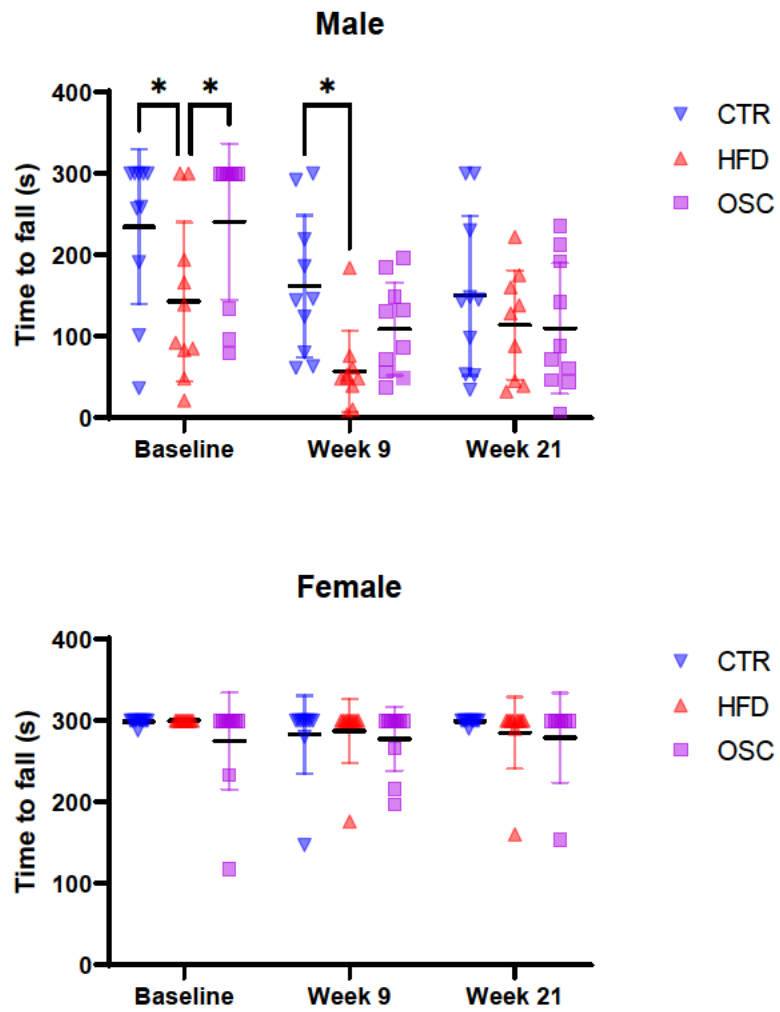 Male
Time to fall (s)
400
300
200
100
0
* * *
Baseline Week 9 Week 21
CTR
HFD
OSC
Female
Time to fall (s)
400
300
200
100
0
Baseline Week 9 Week 21
CTR
HFD
OSC